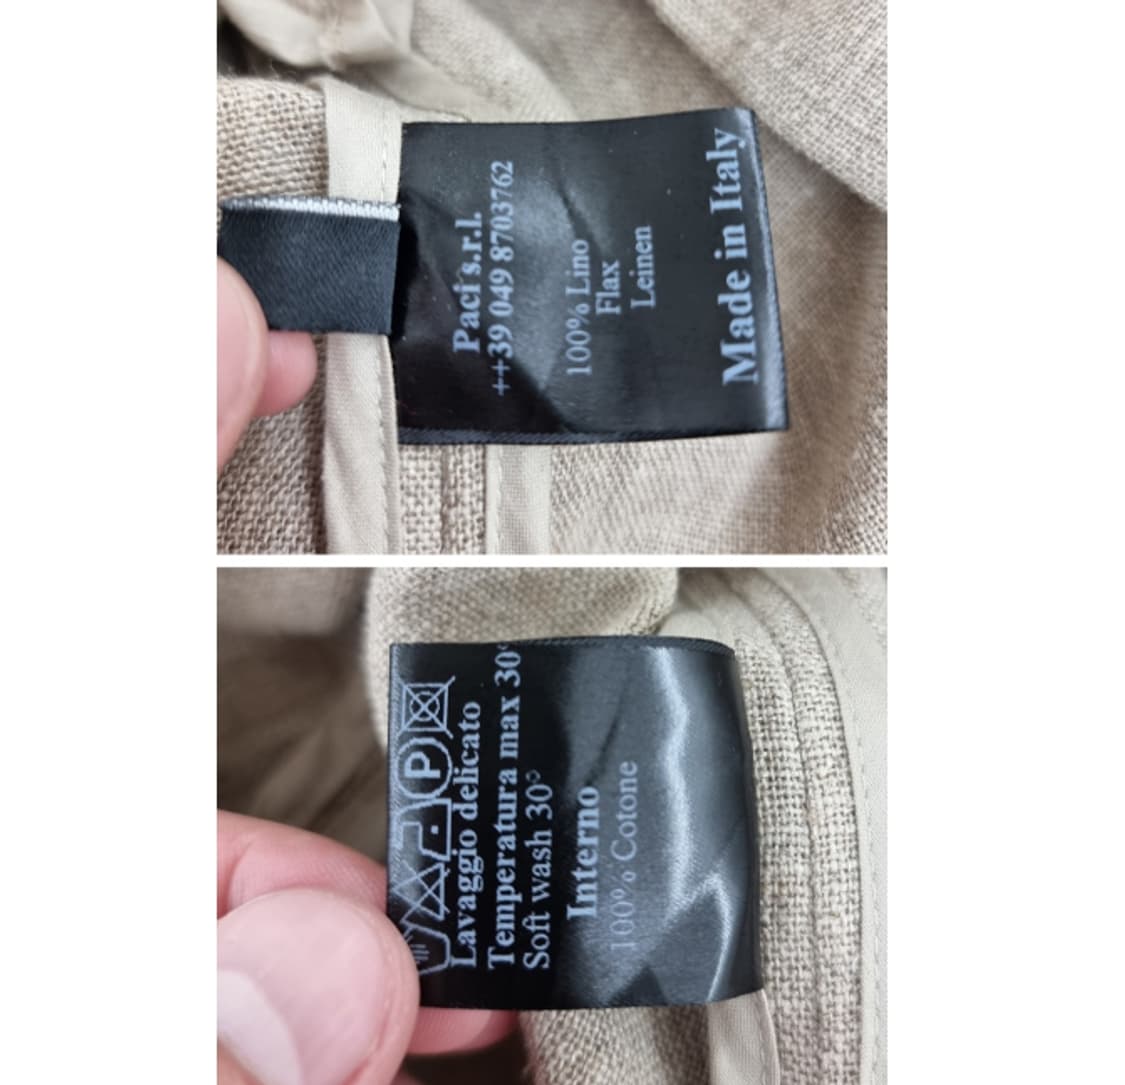 Paci s.r.l.
++39 049 8703762
100% Lino
Flax
Leinen
Made in Italy
P
Lavaggio delicato
Temperatura max 30°
Soft wash 30°
Interno
100% Cotone